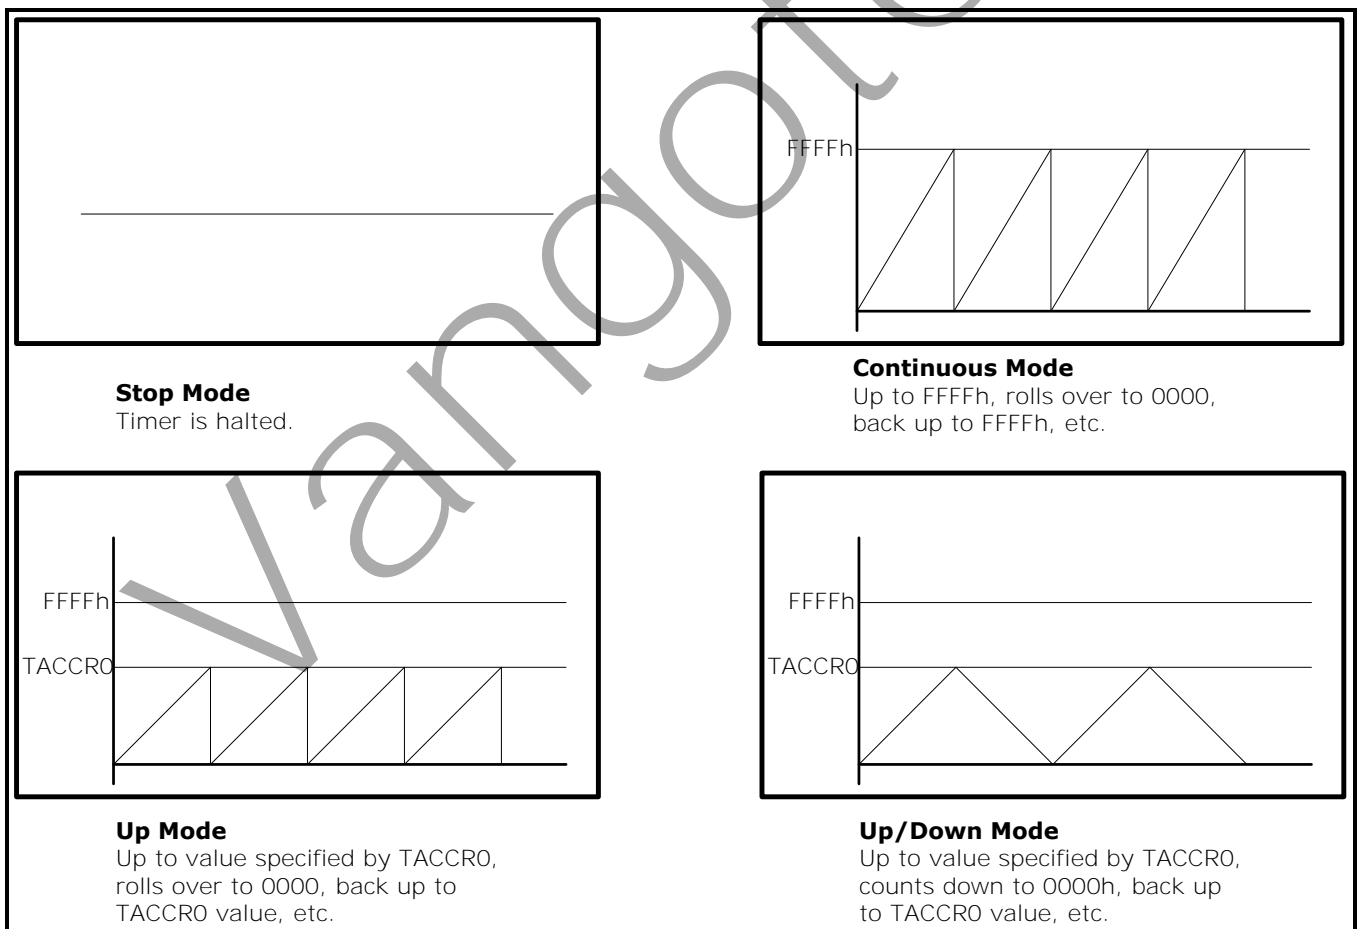 FFFFh
Stop Mode
Timer is halted.
Continuous Mode
Up to FFFFh, rolls over to 0000,
back up to FFFFh, etc.
FFFFh
TACCR0
FFFFh
TACCR0
Up Mode
Up to value specified by TACCR0,
rolls over to 0000, back up to
TACCR0 value, etc.
Up/Down Mode
Up to value specified by TACCR0,
counts down to 0000h, back up
to TACCR0 value, etc.
Vango